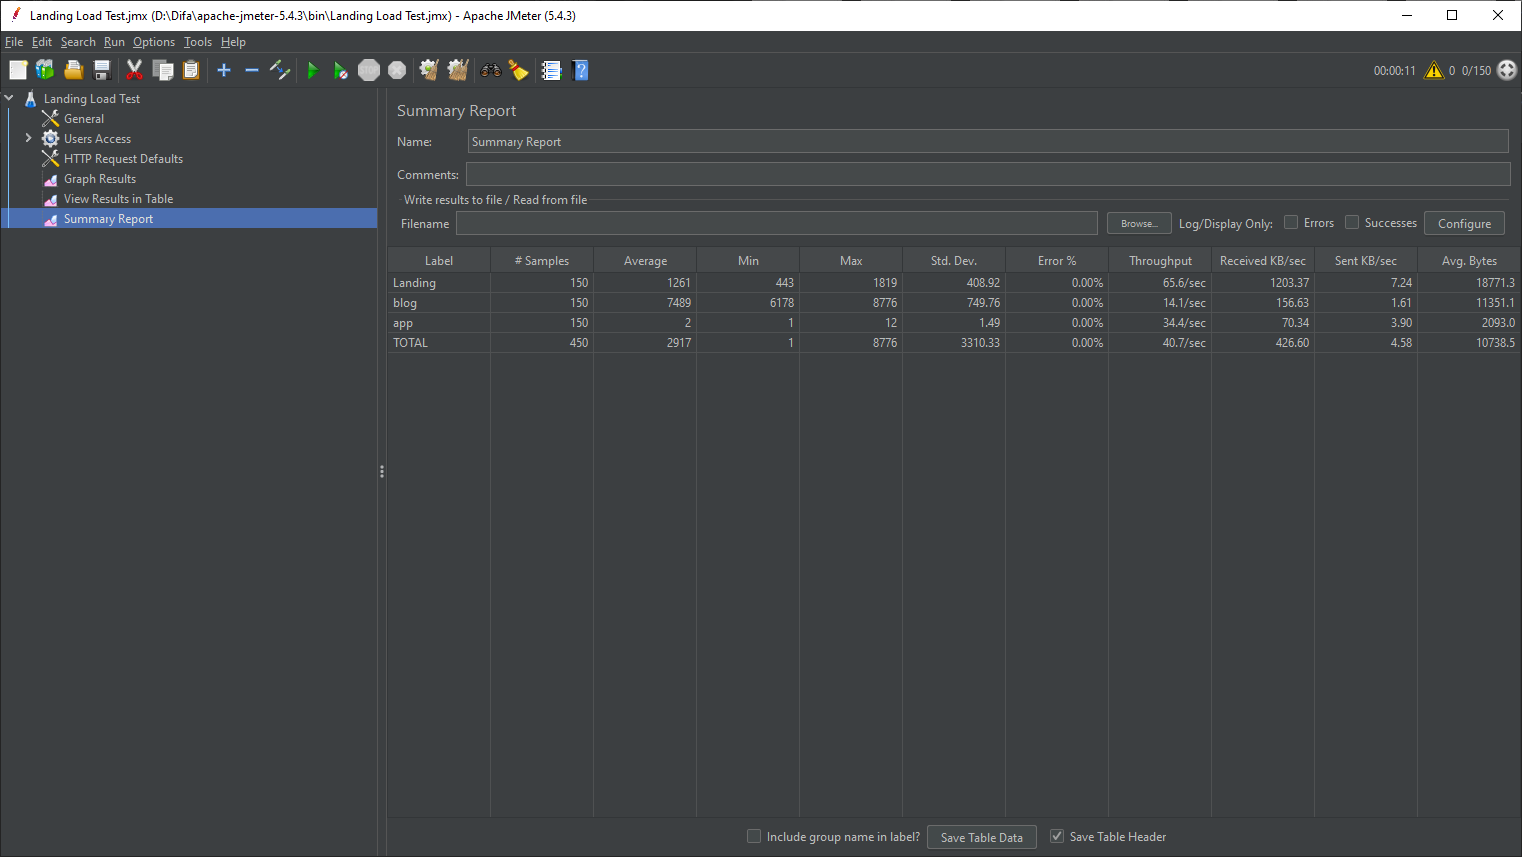 Landing Load Test.jmx (D:\Difa\apache-jmeter-5.4.3\bin\Landing Load Test.jmx) - Apache JMeter (5.4.3)
File Edit Search Run Options Tools Help
STOP 00:00:11 0 0/150
Landing Load Test
General
Users Access
HTTP Request Defaults
Graph Results
View Results in Table
Summary Report
Summary Report
Name: Summary Report
Comments:
Write results to file / Read from file
Filename Browse... Log/Display Only: Errors Successes Configure
Label # Samples Average Min Max Std. Dev. Error % Throughput Received KB/sec Sent KB/sec Avg. Bytes
Landing 150 1261 443 1819 408.92 0.00% 65.6/sec 1203.37 7.24 18771.3
blog 150 7489 6178 8776 749.76 0.00% 14.1/sec 156.63 1.61 11351.1
app 150 2 1 12 1.49 0.00% 34.4/sec 70.34 3.90 2093.0
TOTAL 450 2917 1 8776 3310.33 0.00% 40.7/sec 426.60 4.58 10738.5
Include group name in label? Save Table Data Save Table Header